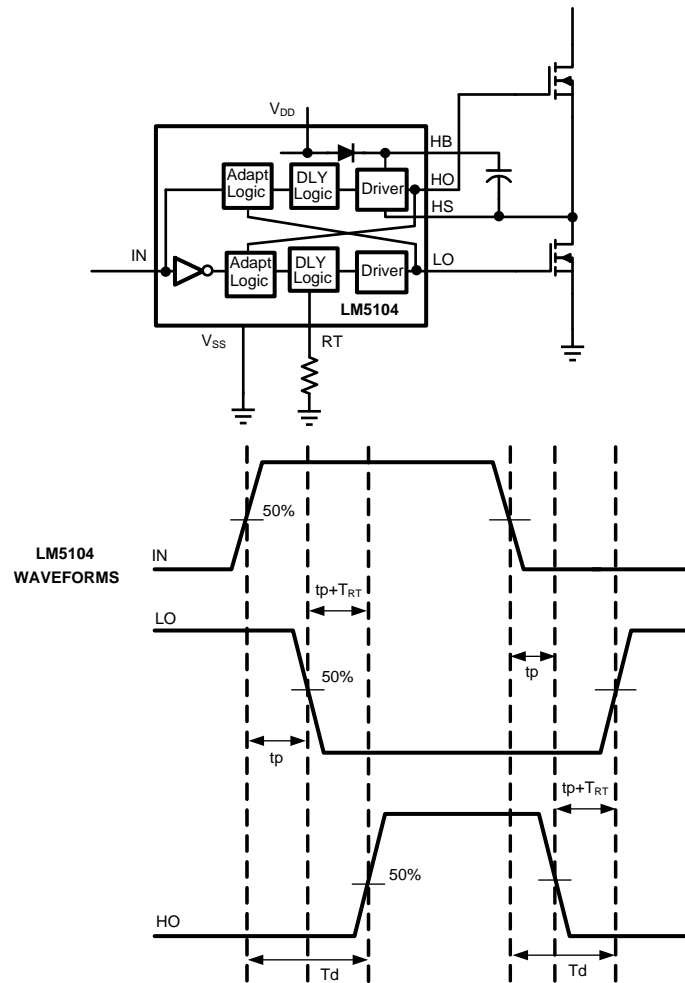 V_DD
HB
Adapt
Logic
DLY
Logic
Driver
HO
HS
IN
Adapt
Logic
DLY
Logic
Driver
LO
LM5104
V_SS
RT
50%
LM5104
WAVEFORMS
IN
tp+T_RT
LO
tp
50%
tp
tp+T_RT
50%
HO
Td
Td